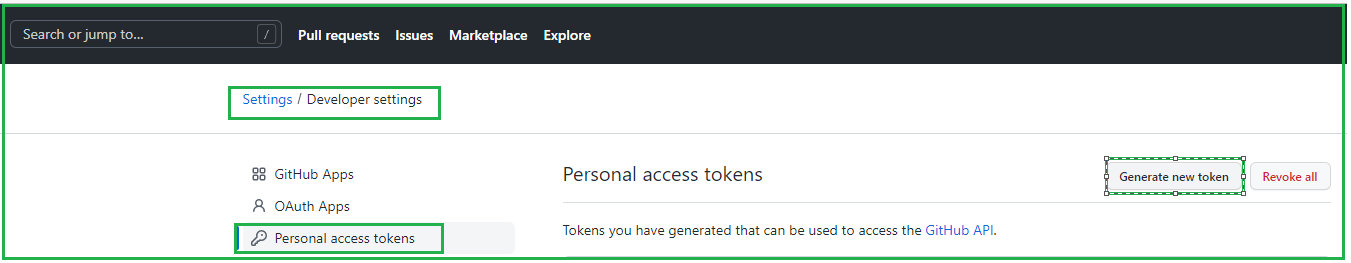 Search or jump to... /
Pull requests Issues Marketplace Explore
Settings / Developer settings
GitHub Apps
OAuth Apps
Personal access tokens
Personal access tokens
Generate new token
Revoke all
Tokens you have generated that can be used to access the GitHub API.